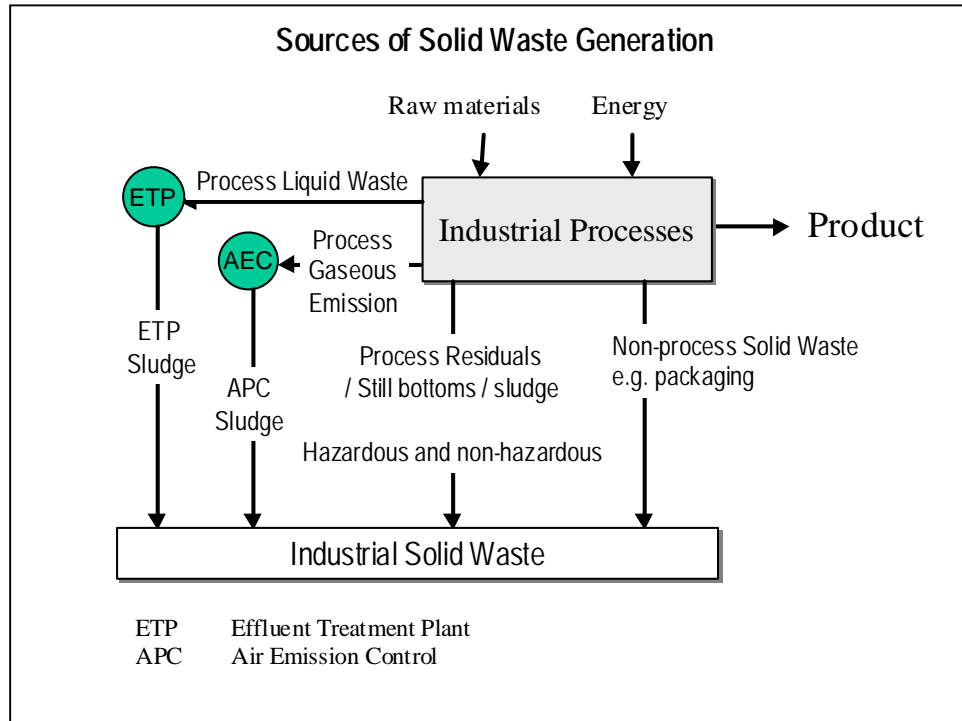 Sources of Solid Waste Generation
Raw materials
Energy
ETP
Process Liquid Waste
Industrial Processes
Product
AEC
Process
Gaseous
Emission
ETP
Sludge
APC
Sludge
Process Residuals
/ Still bottoms / sludge
Non-process Solid Waste
e.g. packaging
Hazardous and non-hazardous
Industrial Solid Waste
ETP Effluent Treatment Plant
APC Air Emission Control